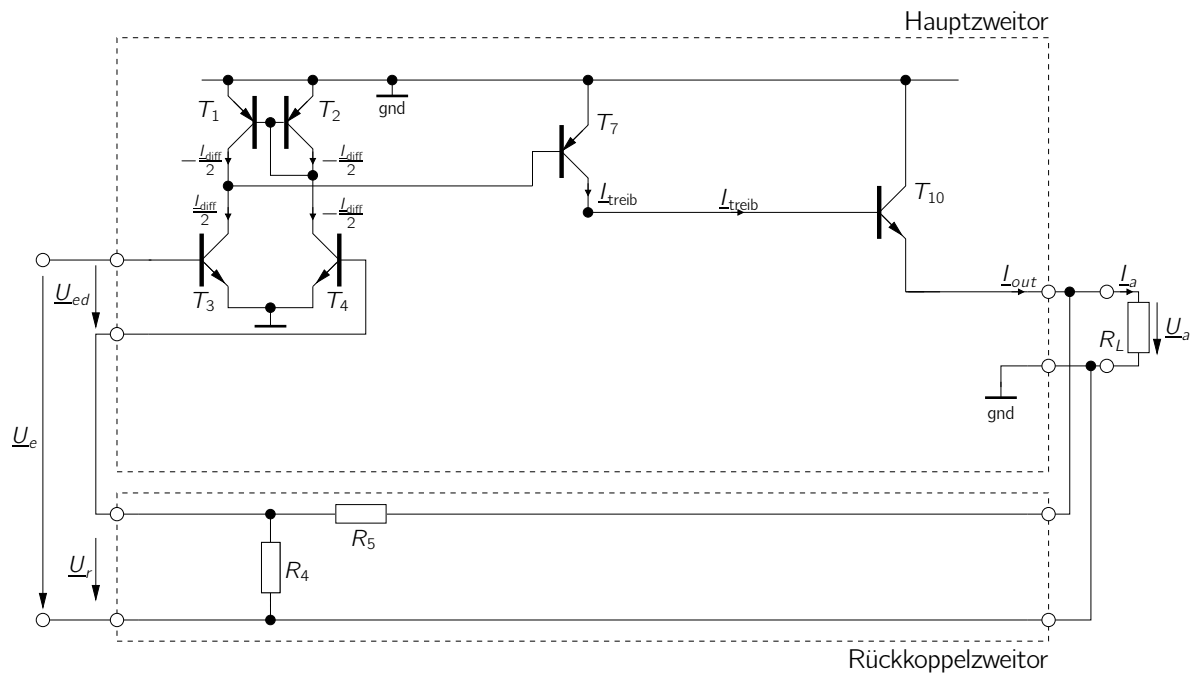 Hauptzweitor
T1
T2
gnd
T7
−Idiff/2
−Idiff/2
Idiff/2
−Idiff/2
Itreib
Itreib
T10
Ued
T3
T4
Iout
Ia
RL
Ua
gnd
Ue
R5
Ur
R4
Rückkoppelzweitor